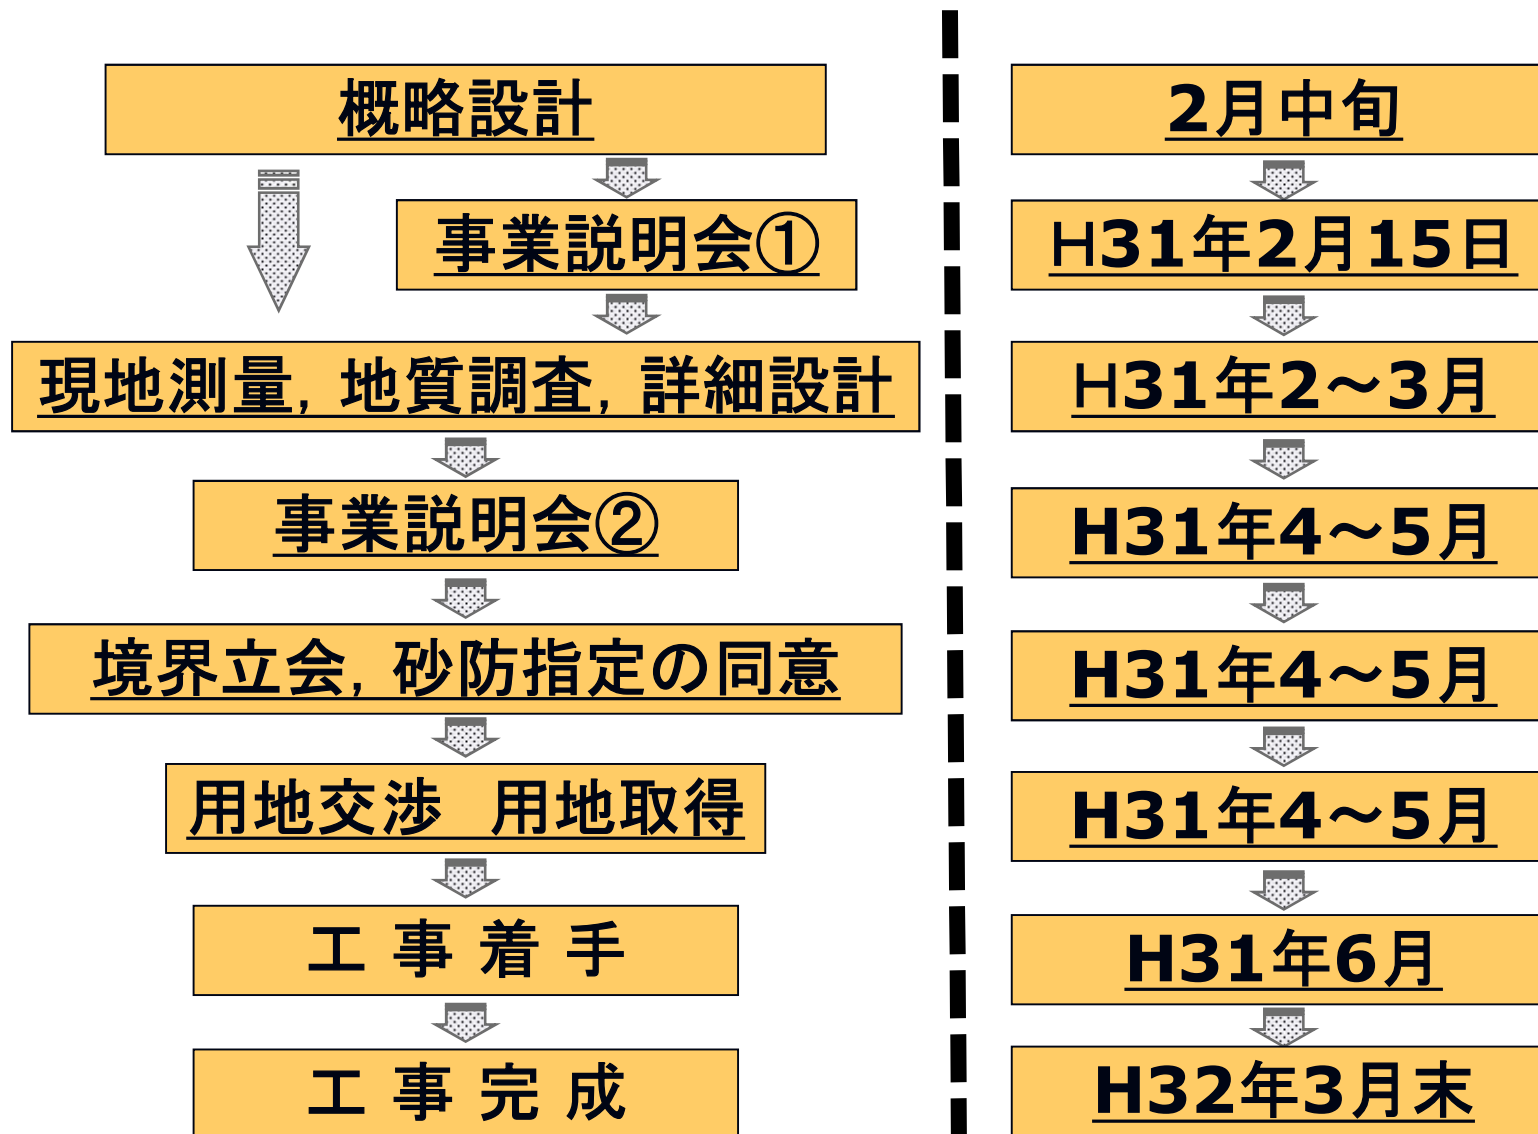 概略設計
事業説明会①
現地測量，地質調査，詳細設計
事業説明会②
境界立会，砂防指定の同意
用地交渉　用地取得
工 事 着 手
工 事 完 成
2月中旬
H31年2月15日
H31年2～3月
H31年4～5月
H31年4～5月
H31年4～5月
H31年6月
H32年3月末